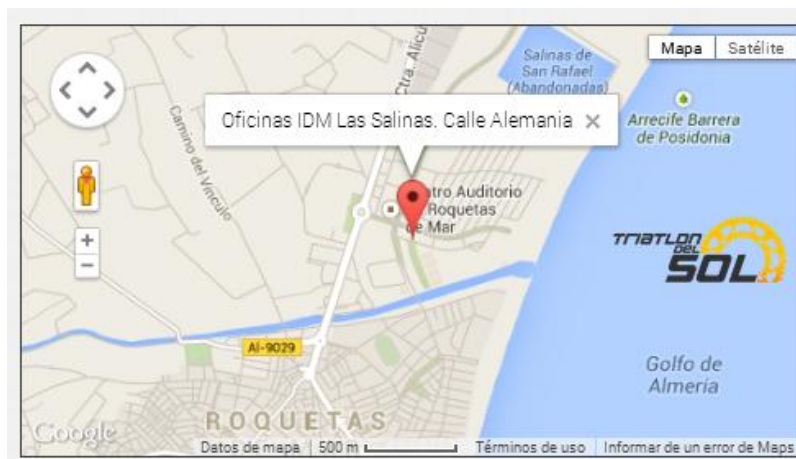 Mapa
Satélite
Salinas de
San Rafael
(Abandonadas)
Ctra. Alicú
Oficinas IDM Las Salinas. Calle Alemania
Arrecife Barrera
de Posidonia
Camino del Vínculo
tro Auditorio
Roquetas
de Mar
TRIATLON
DEL
SOL
Al-9029
Golfo de
Almería
ROQUETAS
Google
Datos de mapa
500 m
Términos de uso
Informar de un error de Maps